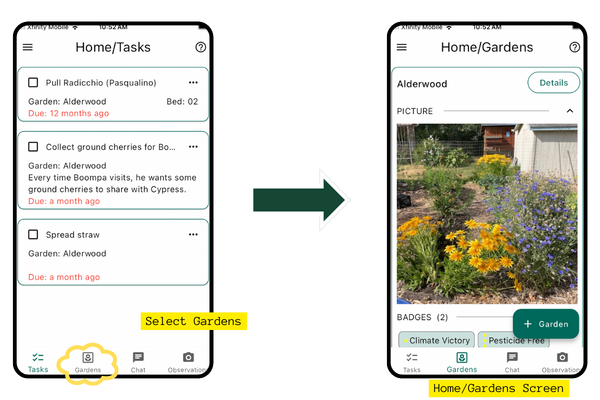 Xfinity Mobile 10:52 AM
Home/Tasks
Pull Radicchio (Pasqualino)
Garden: Alderwood Bed: 02
Due: 12 months ago
Collect ground cherries for Bo...
Garden: Alderwood
Every time Boompa visits, he wants some
ground cherries to share with Cypress.
Due: a month ago
Spread straw
Garden: Alderwood
Due: a month ago
Select Gardens
Tasks Gardens Chat Observation
Xfinity Mobile 10:52 AM
Home/Gardens
Alderwood Details
PICTURE
BADGES (2)
+ Garden
Climate Victory Pesticide Free
Tasks Gardens Chat Observation
Home/Gardens Screen